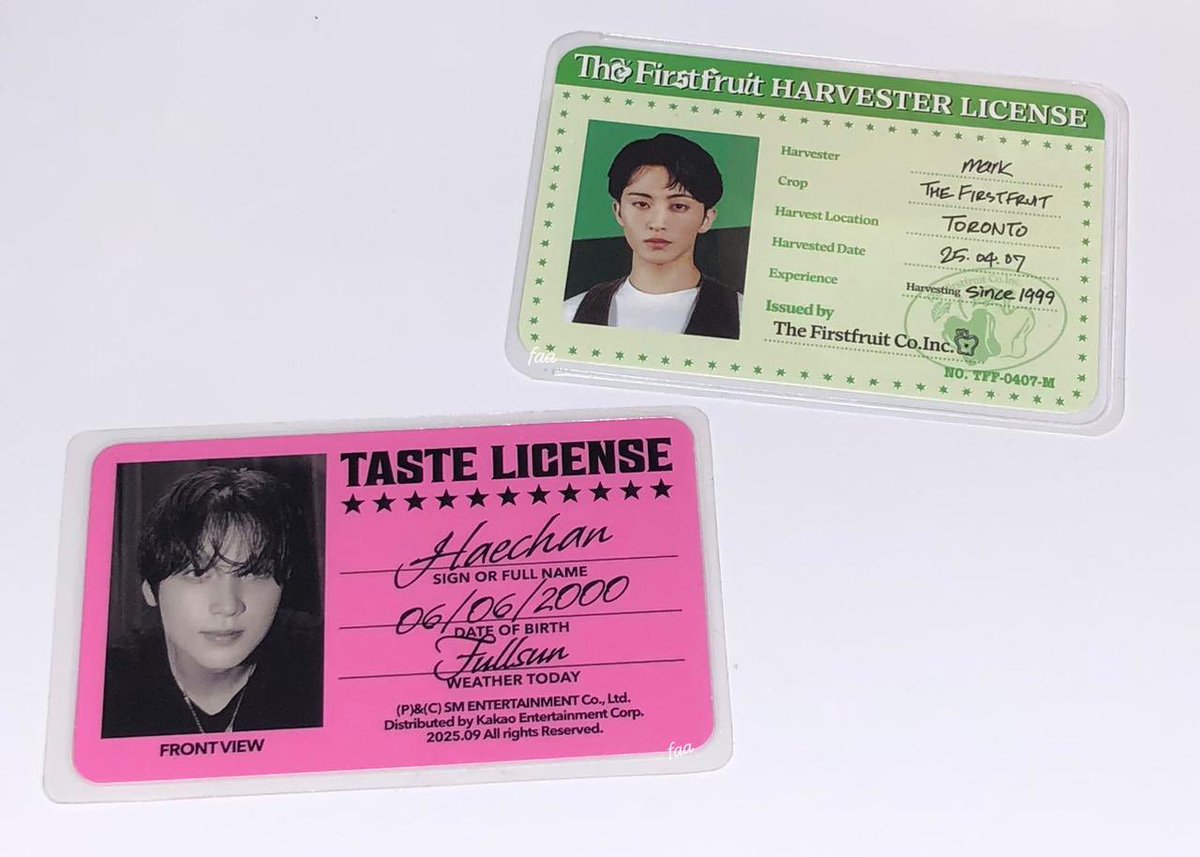 The Firstfruit HARVESTER LICENSE
Harvester mark
Crop THE FIRSTFRUIT
Harvest Location TORONTO
Harvested Date 25.04.07
Experience Harvesting since 1999
Issued by
The Firstfruit Co.Inc.
NO. TFF-0407-M
faa
TASTE LICENSE
Haechan
SIGN OR FULL NAME
06/06/2000
DATE OF BIRTH
Fullsun
WEATHER TODAY
(P)&(C) SM ENTERTAINMENT Co., Ltd.
Distributed by Kakao Entertainment Corp.
2025.09 All rights Reserved.
FRONT VIEW
faa